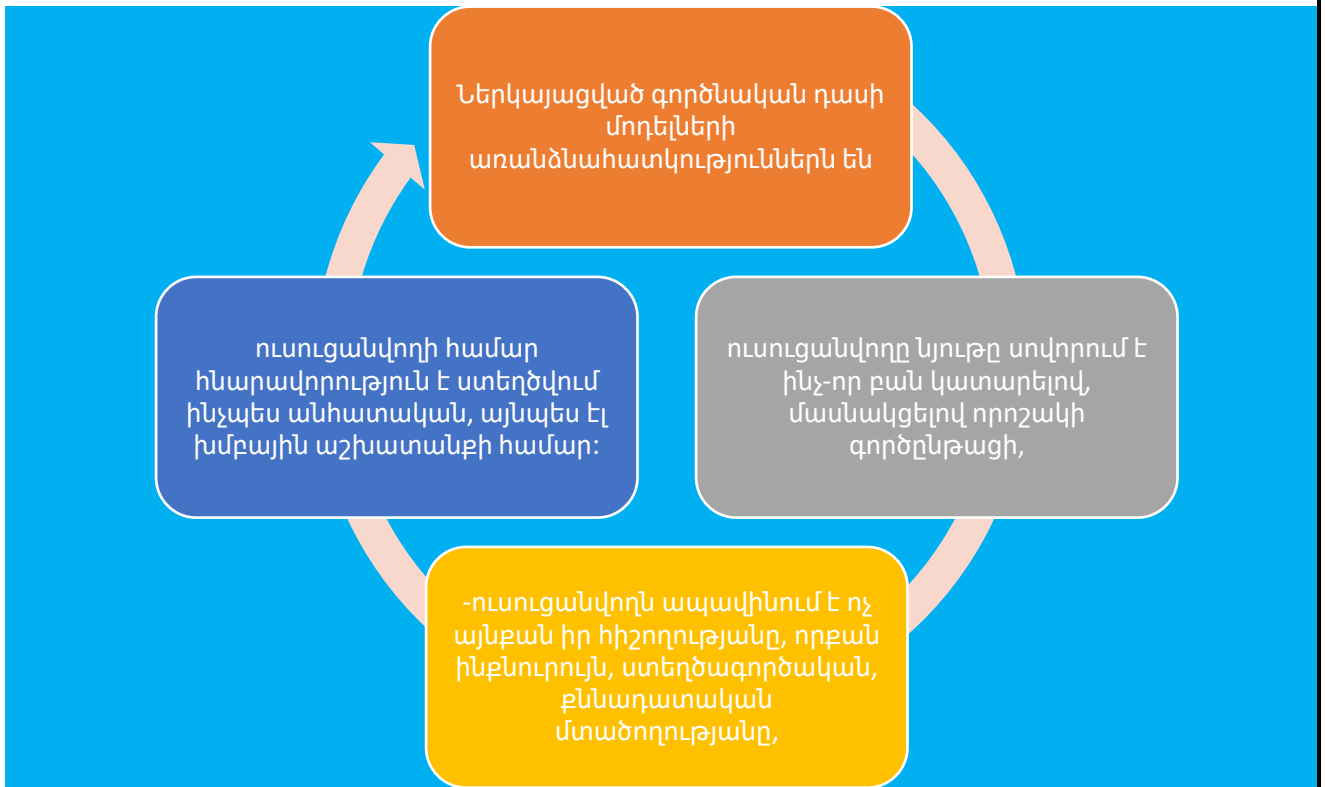 Ներկայացված գործնական դասի
մոդելների
առանձնահատկություններն են
ուսուցանվողը նյութը սովորում է
ինչ-որ բան կատարելով,
մասնակցելով որոշակի
գործընթացի,
-ուսուցանվողն ապավինում է ոչ
այնքան իր հիշողությանը, որքան
ինքնուրույն, ստեղծագործական,
քննադատական
մտածողությանը,
ուսուցանվողի համար
հնարավորություն է ստեղծվում
ինչպես անհատական, այնպես էլ
խմբային աշխատանքի համար: